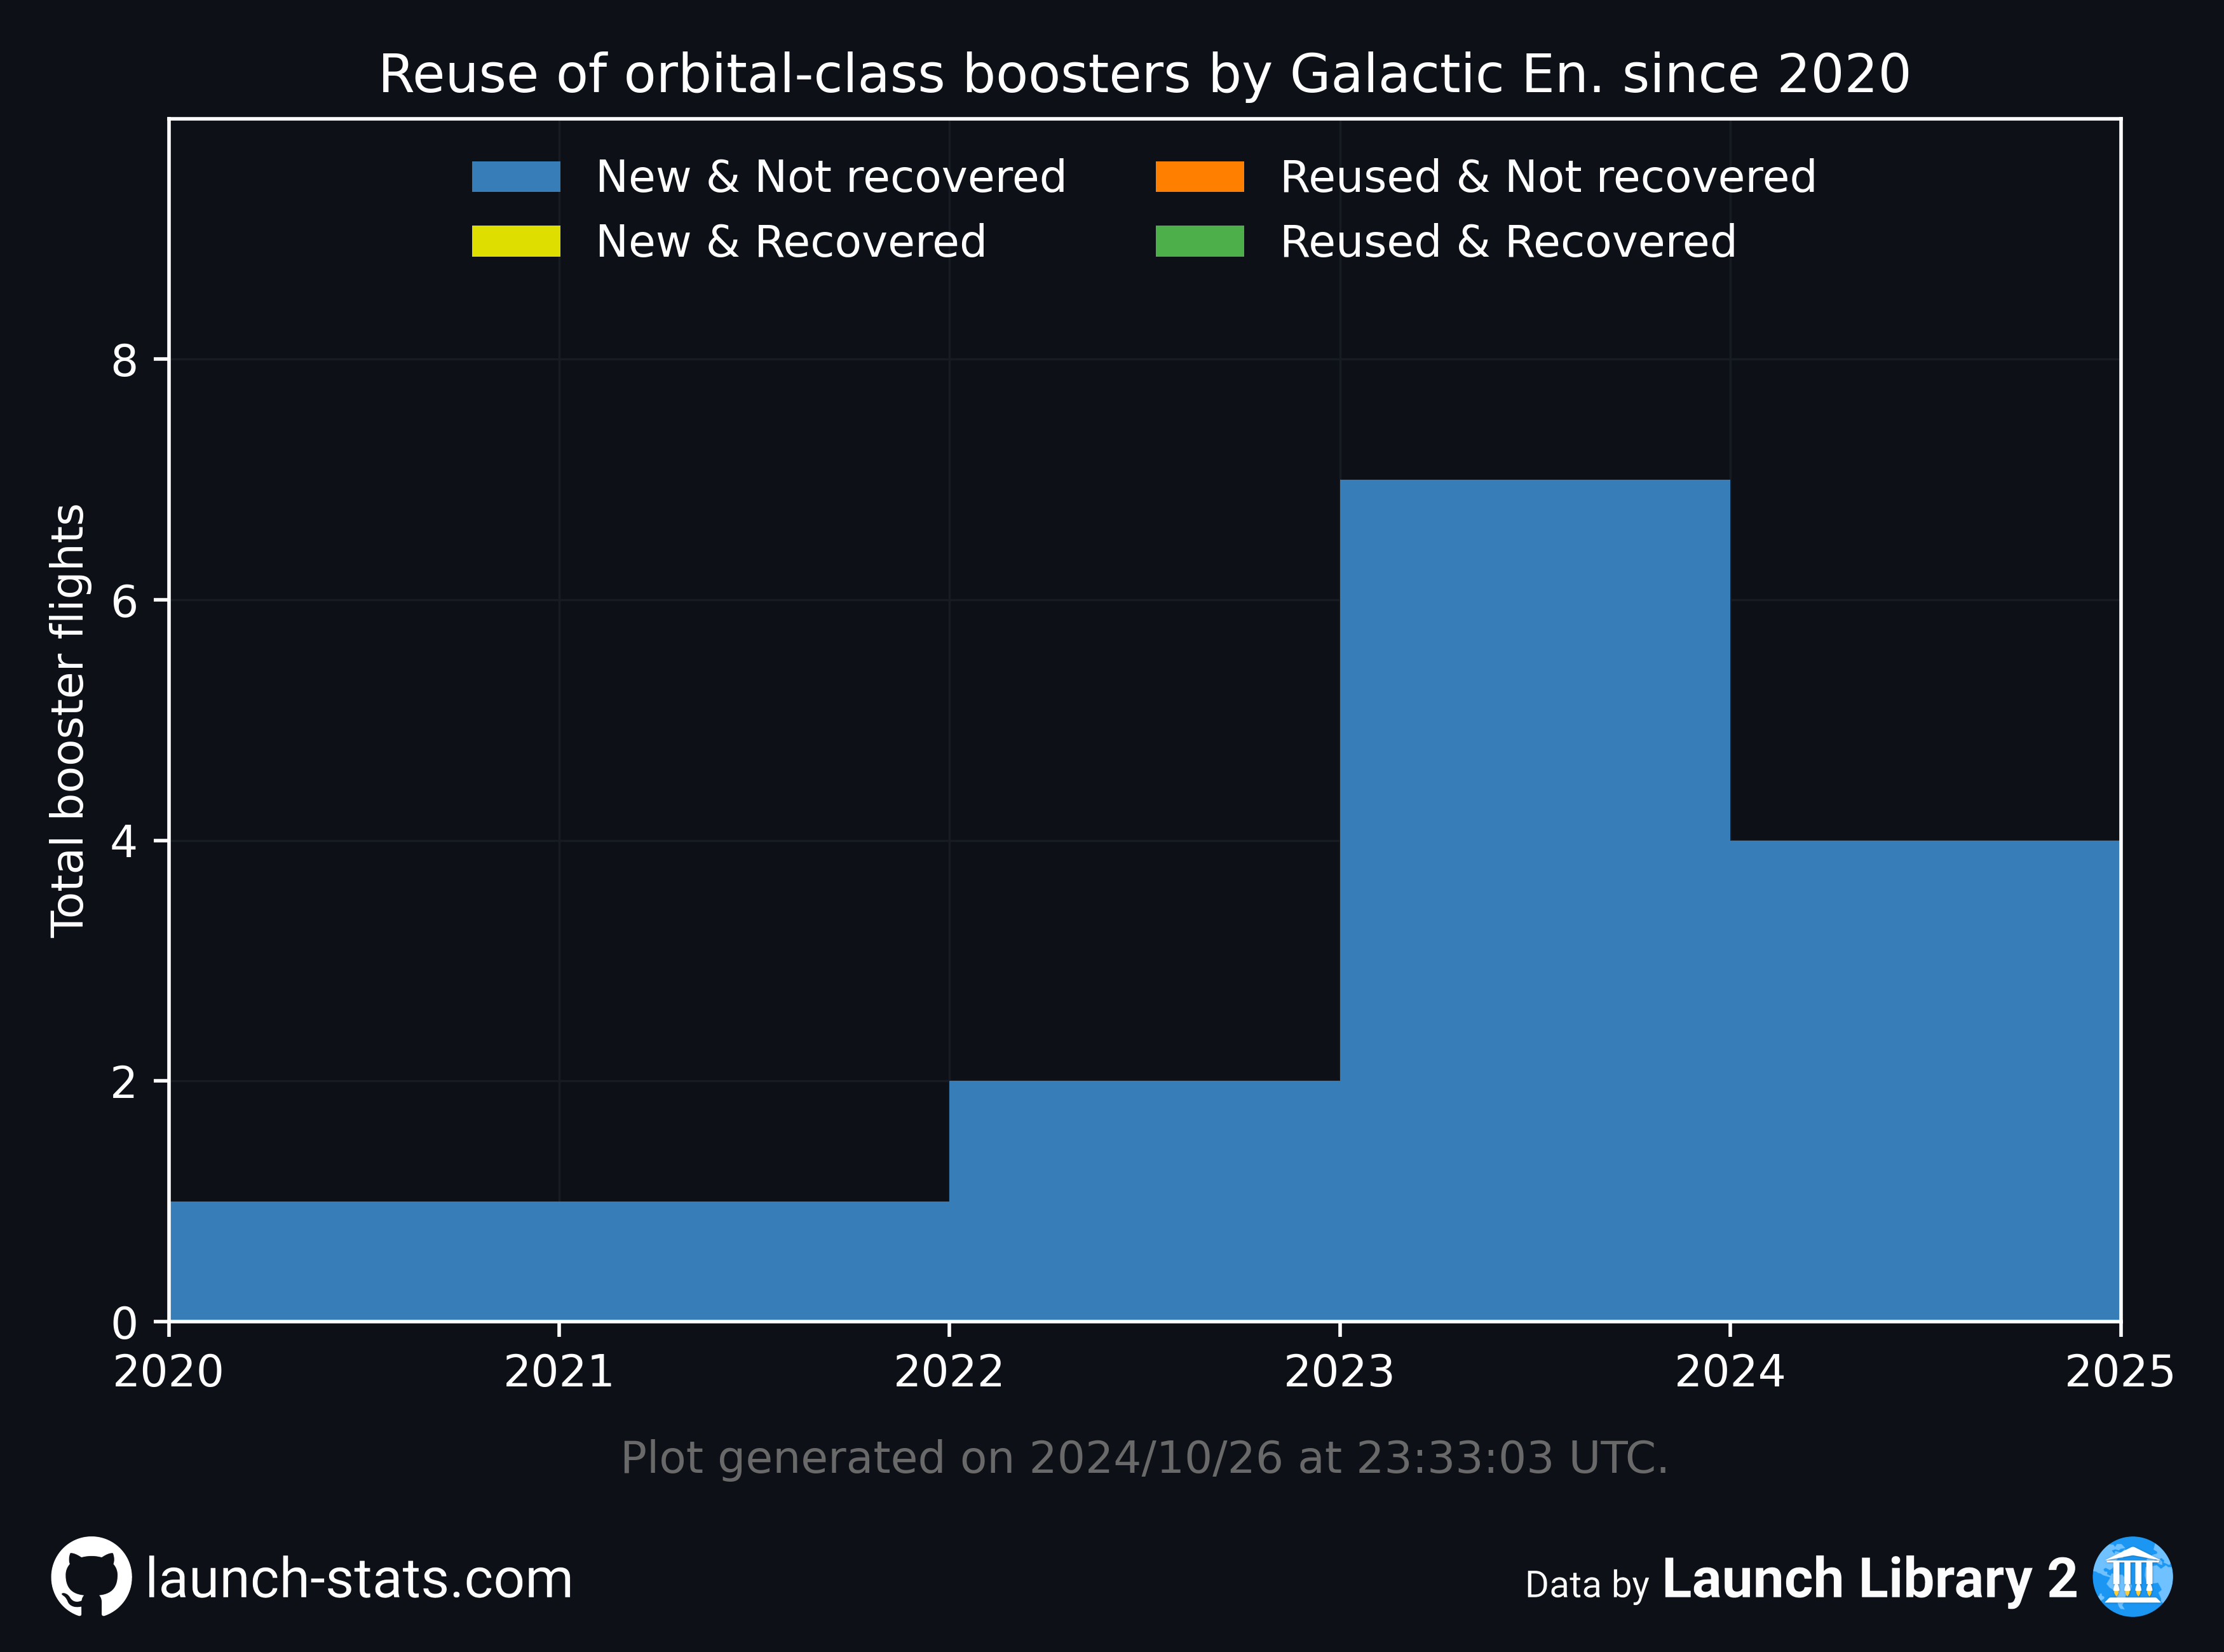 Reuse of orbital-class boosters by Galactic En. since 2020
New & Not recovered
New & Recovered
Reused & Not recovered
Reused & Recovered
Total booster flights
8
6
4
2
0
2020 2021 2022 2023 2024 2025
Plot generated on 2024/10/26 at 23:33:03 UTC.
launch-stats.com
Data by Launch Library 2